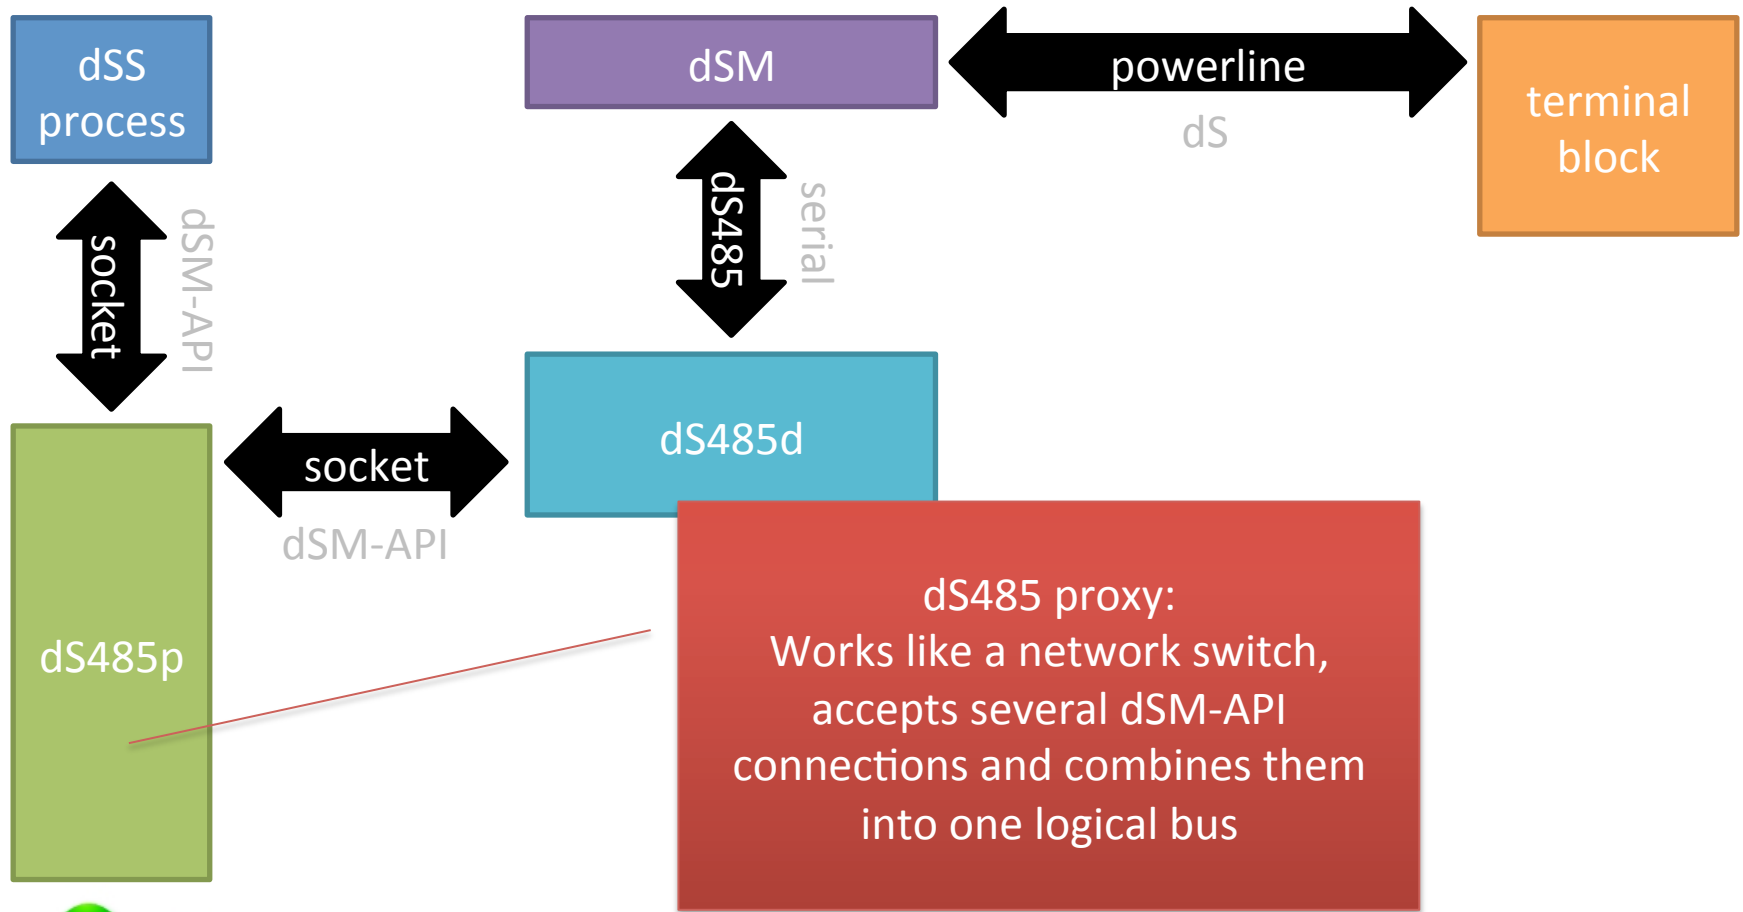 dSS
process
dSM
powerline
dS
terminal
block
socket
dSM-API
dS485
serial
dS485p
socket
dSM-API
dS485d
dS485 proxy:
Works like a network switch,
accepts several dSM-API
connections and combines them
into one logical bus